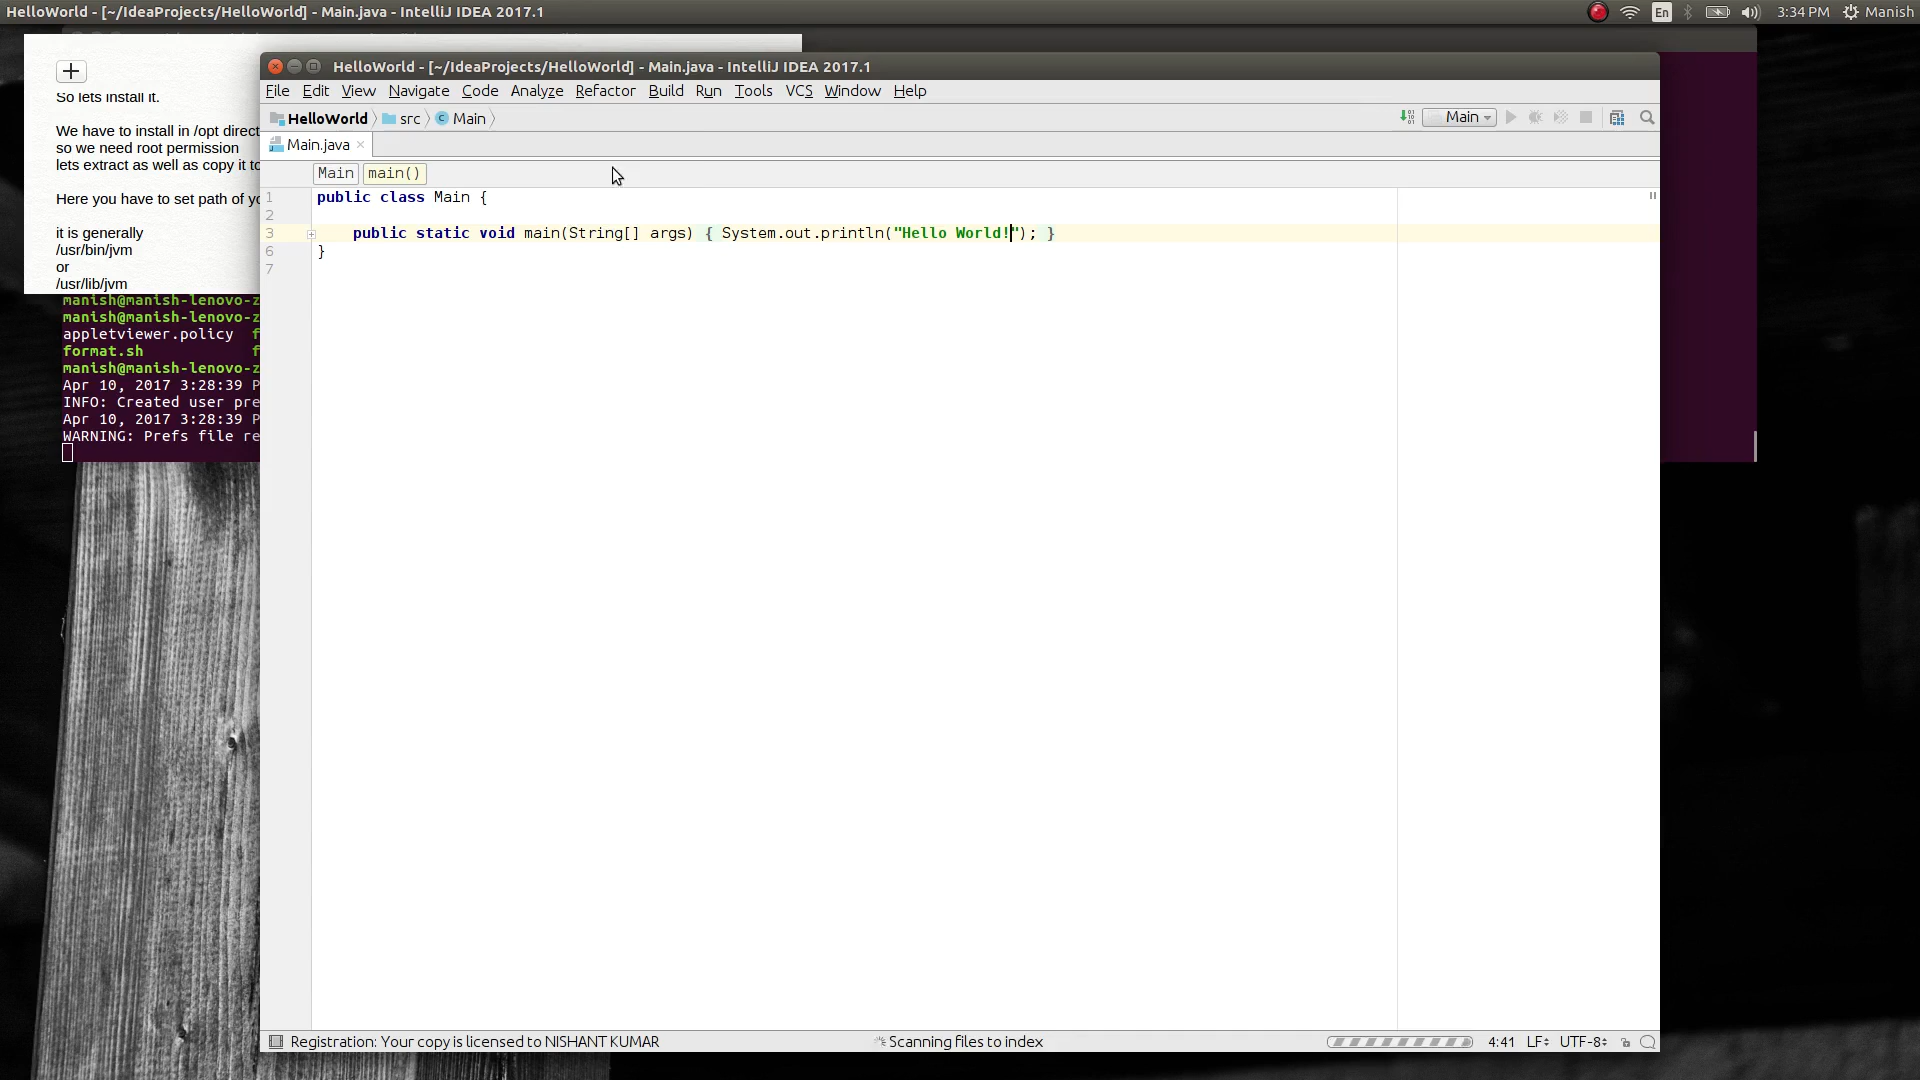 HelloWorld - [~/IdeaProjects/HelloWorld] - Main.java - IntelliJ IDEA 2017.1
En
3:34 PM
Manish
So lets install it.
We have to install in /opt direct
so we need root permission
lets extract as well as copy it to
Here you have to set path of yo
it is generally
/usr/bin/jvm
or
/usr/lib/jvm
manish@manish-lenovo-z
manish@manish-lenovo-z
appletviewer.policy f
format.sh f
manish@manish-lenovo-z
Apr 10, 2017 3:28:39 P
INFO: Created user pre
Apr 10, 2017 3:28:39 P
WARNING: Prefs file re
HelloWorld - [~/IdeaProjects/HelloWorld] - Main.java - IntelliJ IDEA 2017.1
File Edit View Navigate Code Analyze Refactor Build Run Tools VCS Window Help
HelloWorld src Main
Main
Main.java
Main main()
1 public class Main {
2
3 public static void main(String[] args) { System.out.println("Hello World!"); }
6 }
7
Registration: Your copy is licensed to NISHANT KUMAR
Scanning files to index
4:41 LF UTF-8